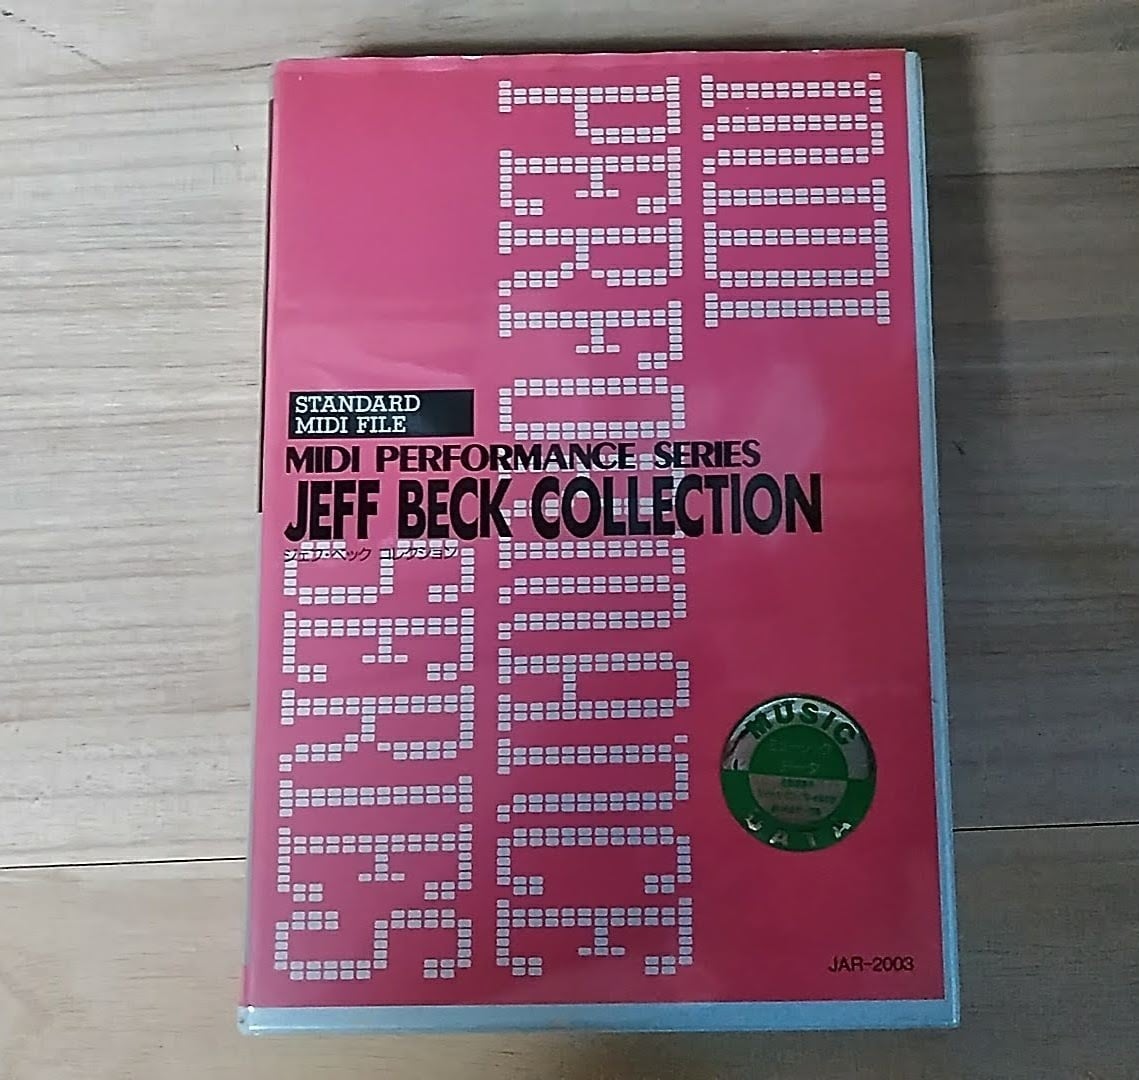 MIDI
PERFORMANCE
SERIES
STANDARD
MIDI FILE
MIDI PERFORMANCE SERIES
JEFF BECK COLLECTION
ジェフ・ベック コレクション
MUSIC
DATA
JAR-2003